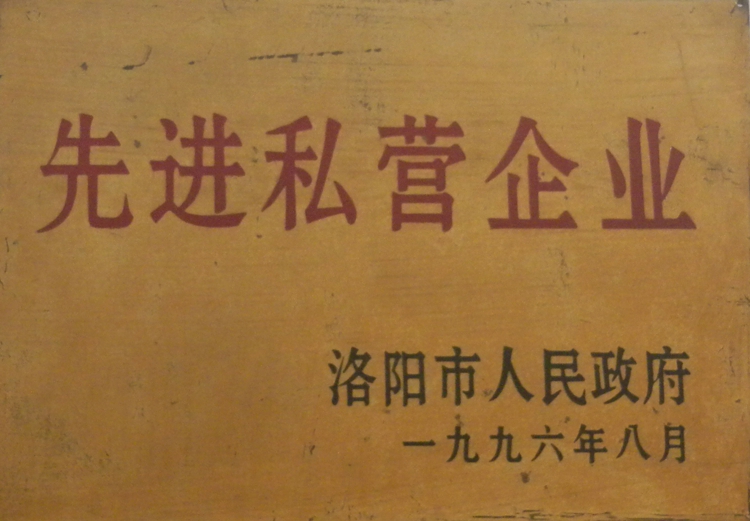 先进私营企业
洛阳市人民政府
一九九六年八月